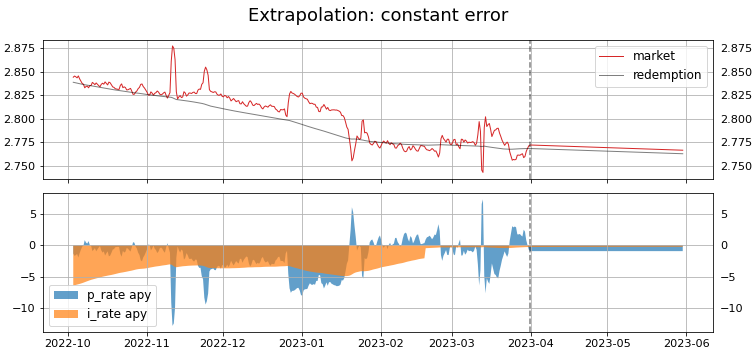 Extrapolation: constant error
2.875 2.875
2.850 2.850
2.825 2.825
2.800 2.800
2.775 2.775
2.750 2.750
market
redemption
5 5
0 0
−5 −5
−10 −10
p_rate apy
i_rate apy
2022-10 2022-11 2022-12 2023-01 2023-02 2023-03 2023-04 2023-05 2023-06